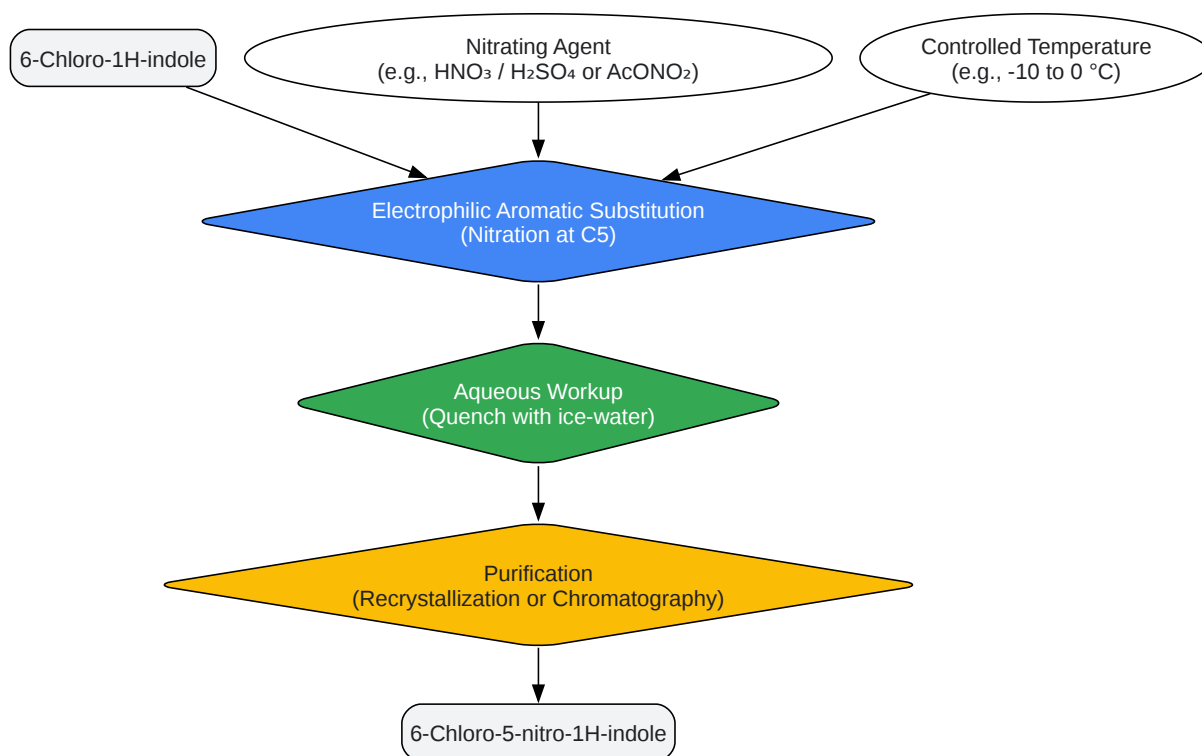 6-Chloro-1H-indole
Nitrating Agent
(e.g., HNO₃ / H₂SO₄ or AcONO₂)
Controlled Temperature
(e.g., -10 to 0 °C)
Electrophilic Aromatic Substitution
(Nitration at C5)
Aqueous Workup
(Quench with ice-water)
Purification
(Recrystallization or Chromatography)
6-Chloro-5-nitro-1H-indole